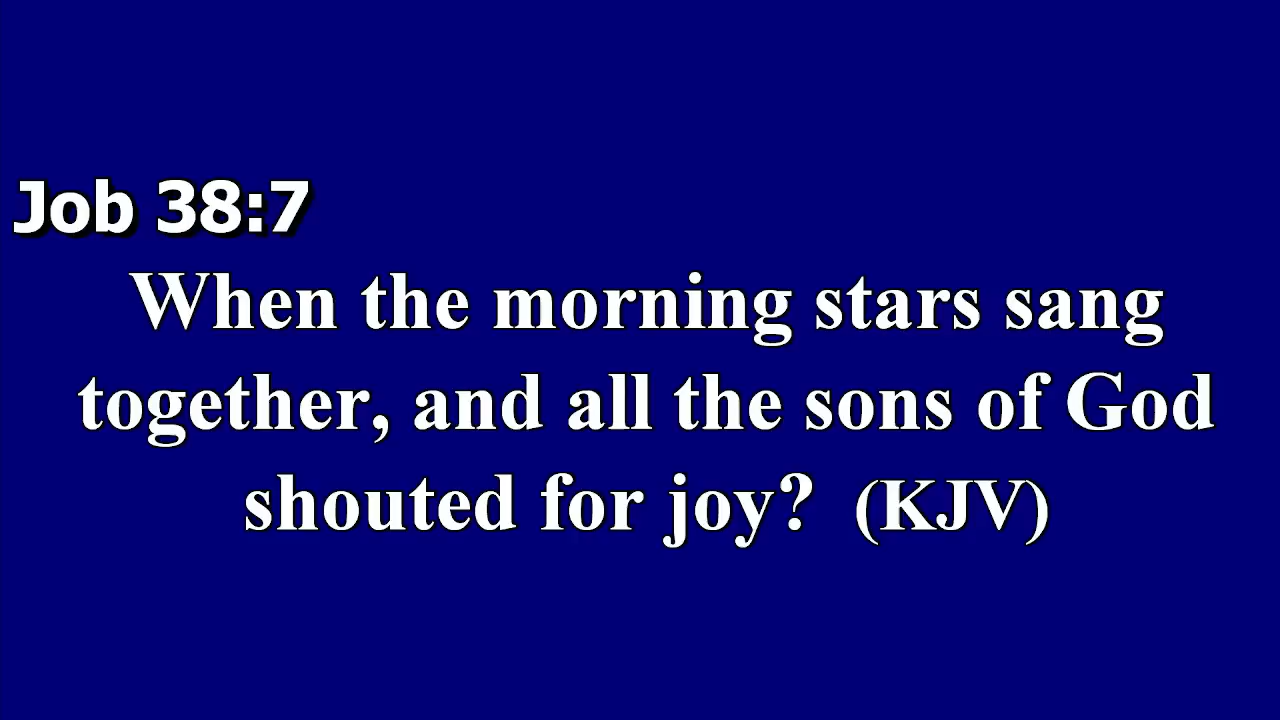 Job 38:7
When the morning stars sang
together, and all the sons of God
shouted for joy? (KJV)